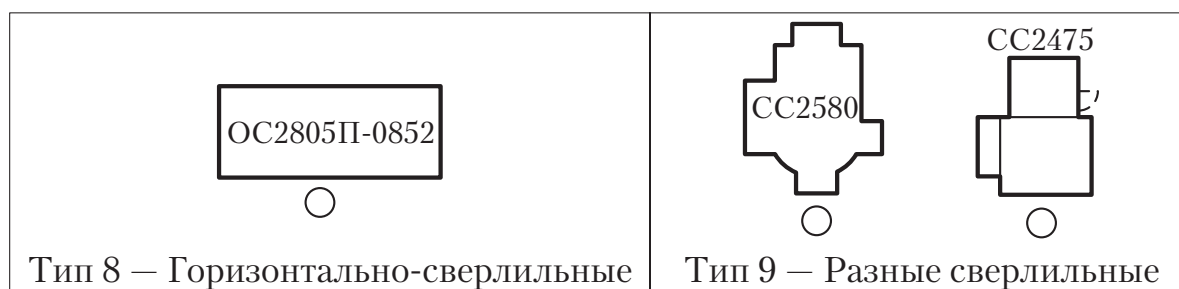 ОС2805П-0852
Тип 8 — Горизонтально-сверлильные
СС2580
СС2475
Тип 9 — Разные сверлильные